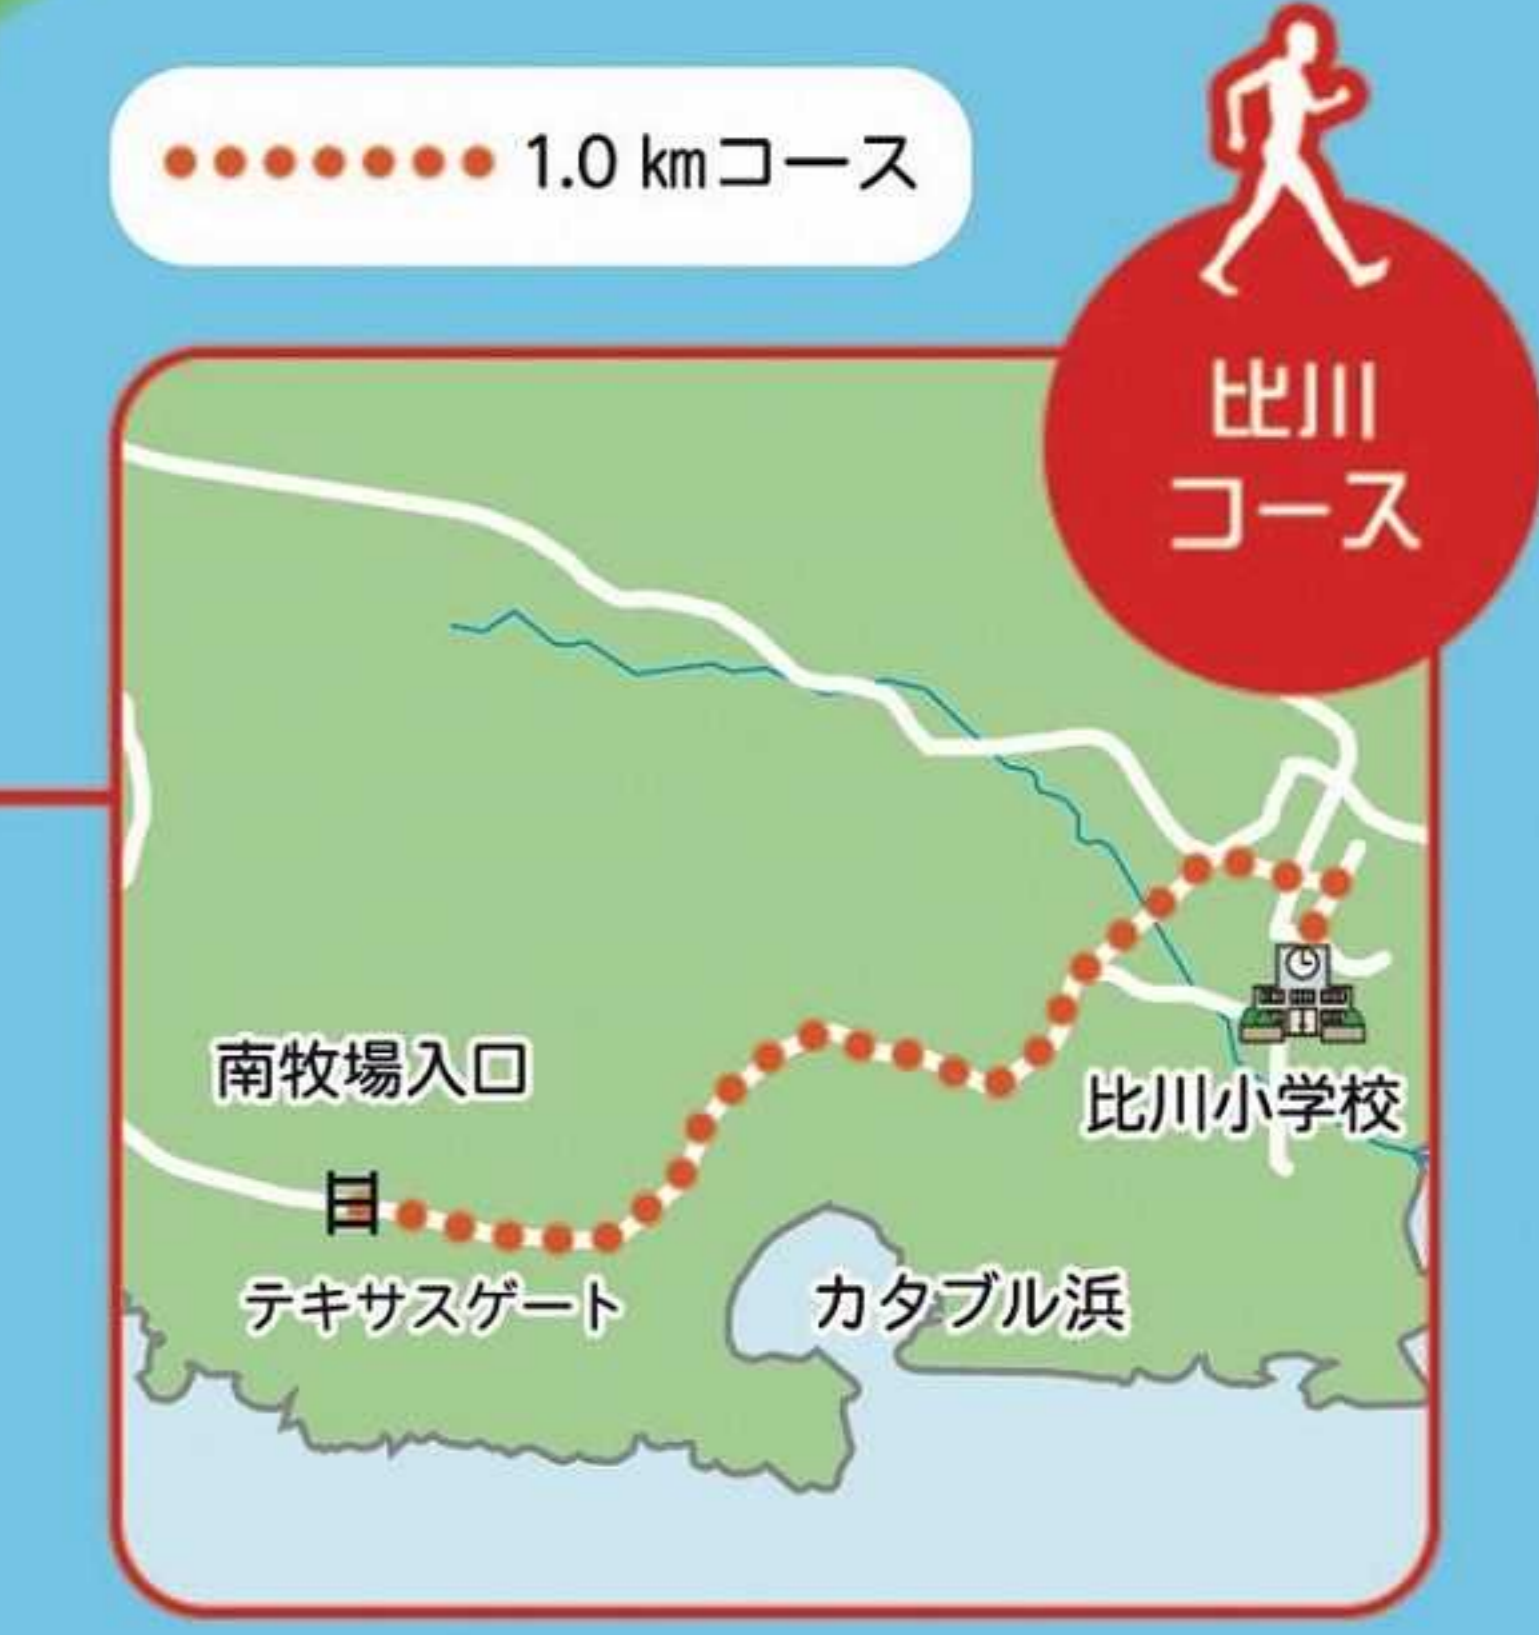 1.0 kmコース
比川
コース
南牧場入口
比川小学校
テキサスゲート
カタブル浜